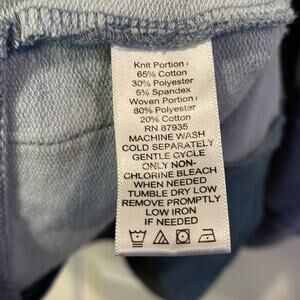 Knit Portion:
65% Cotton
30% Polyester
5% Spandex
Woven Portion:
80% Polyester
20% Cotton
RN 87935
MACHINE WASH
COLD SEPARATELY
GENTLE CYCLE
ONLY NON-
CHLORINE BLEACH
WHEN NEEDED
TUMBLE DRY LOW
REMOVE PROMPTLY
LOW IRON
IF NEEDED